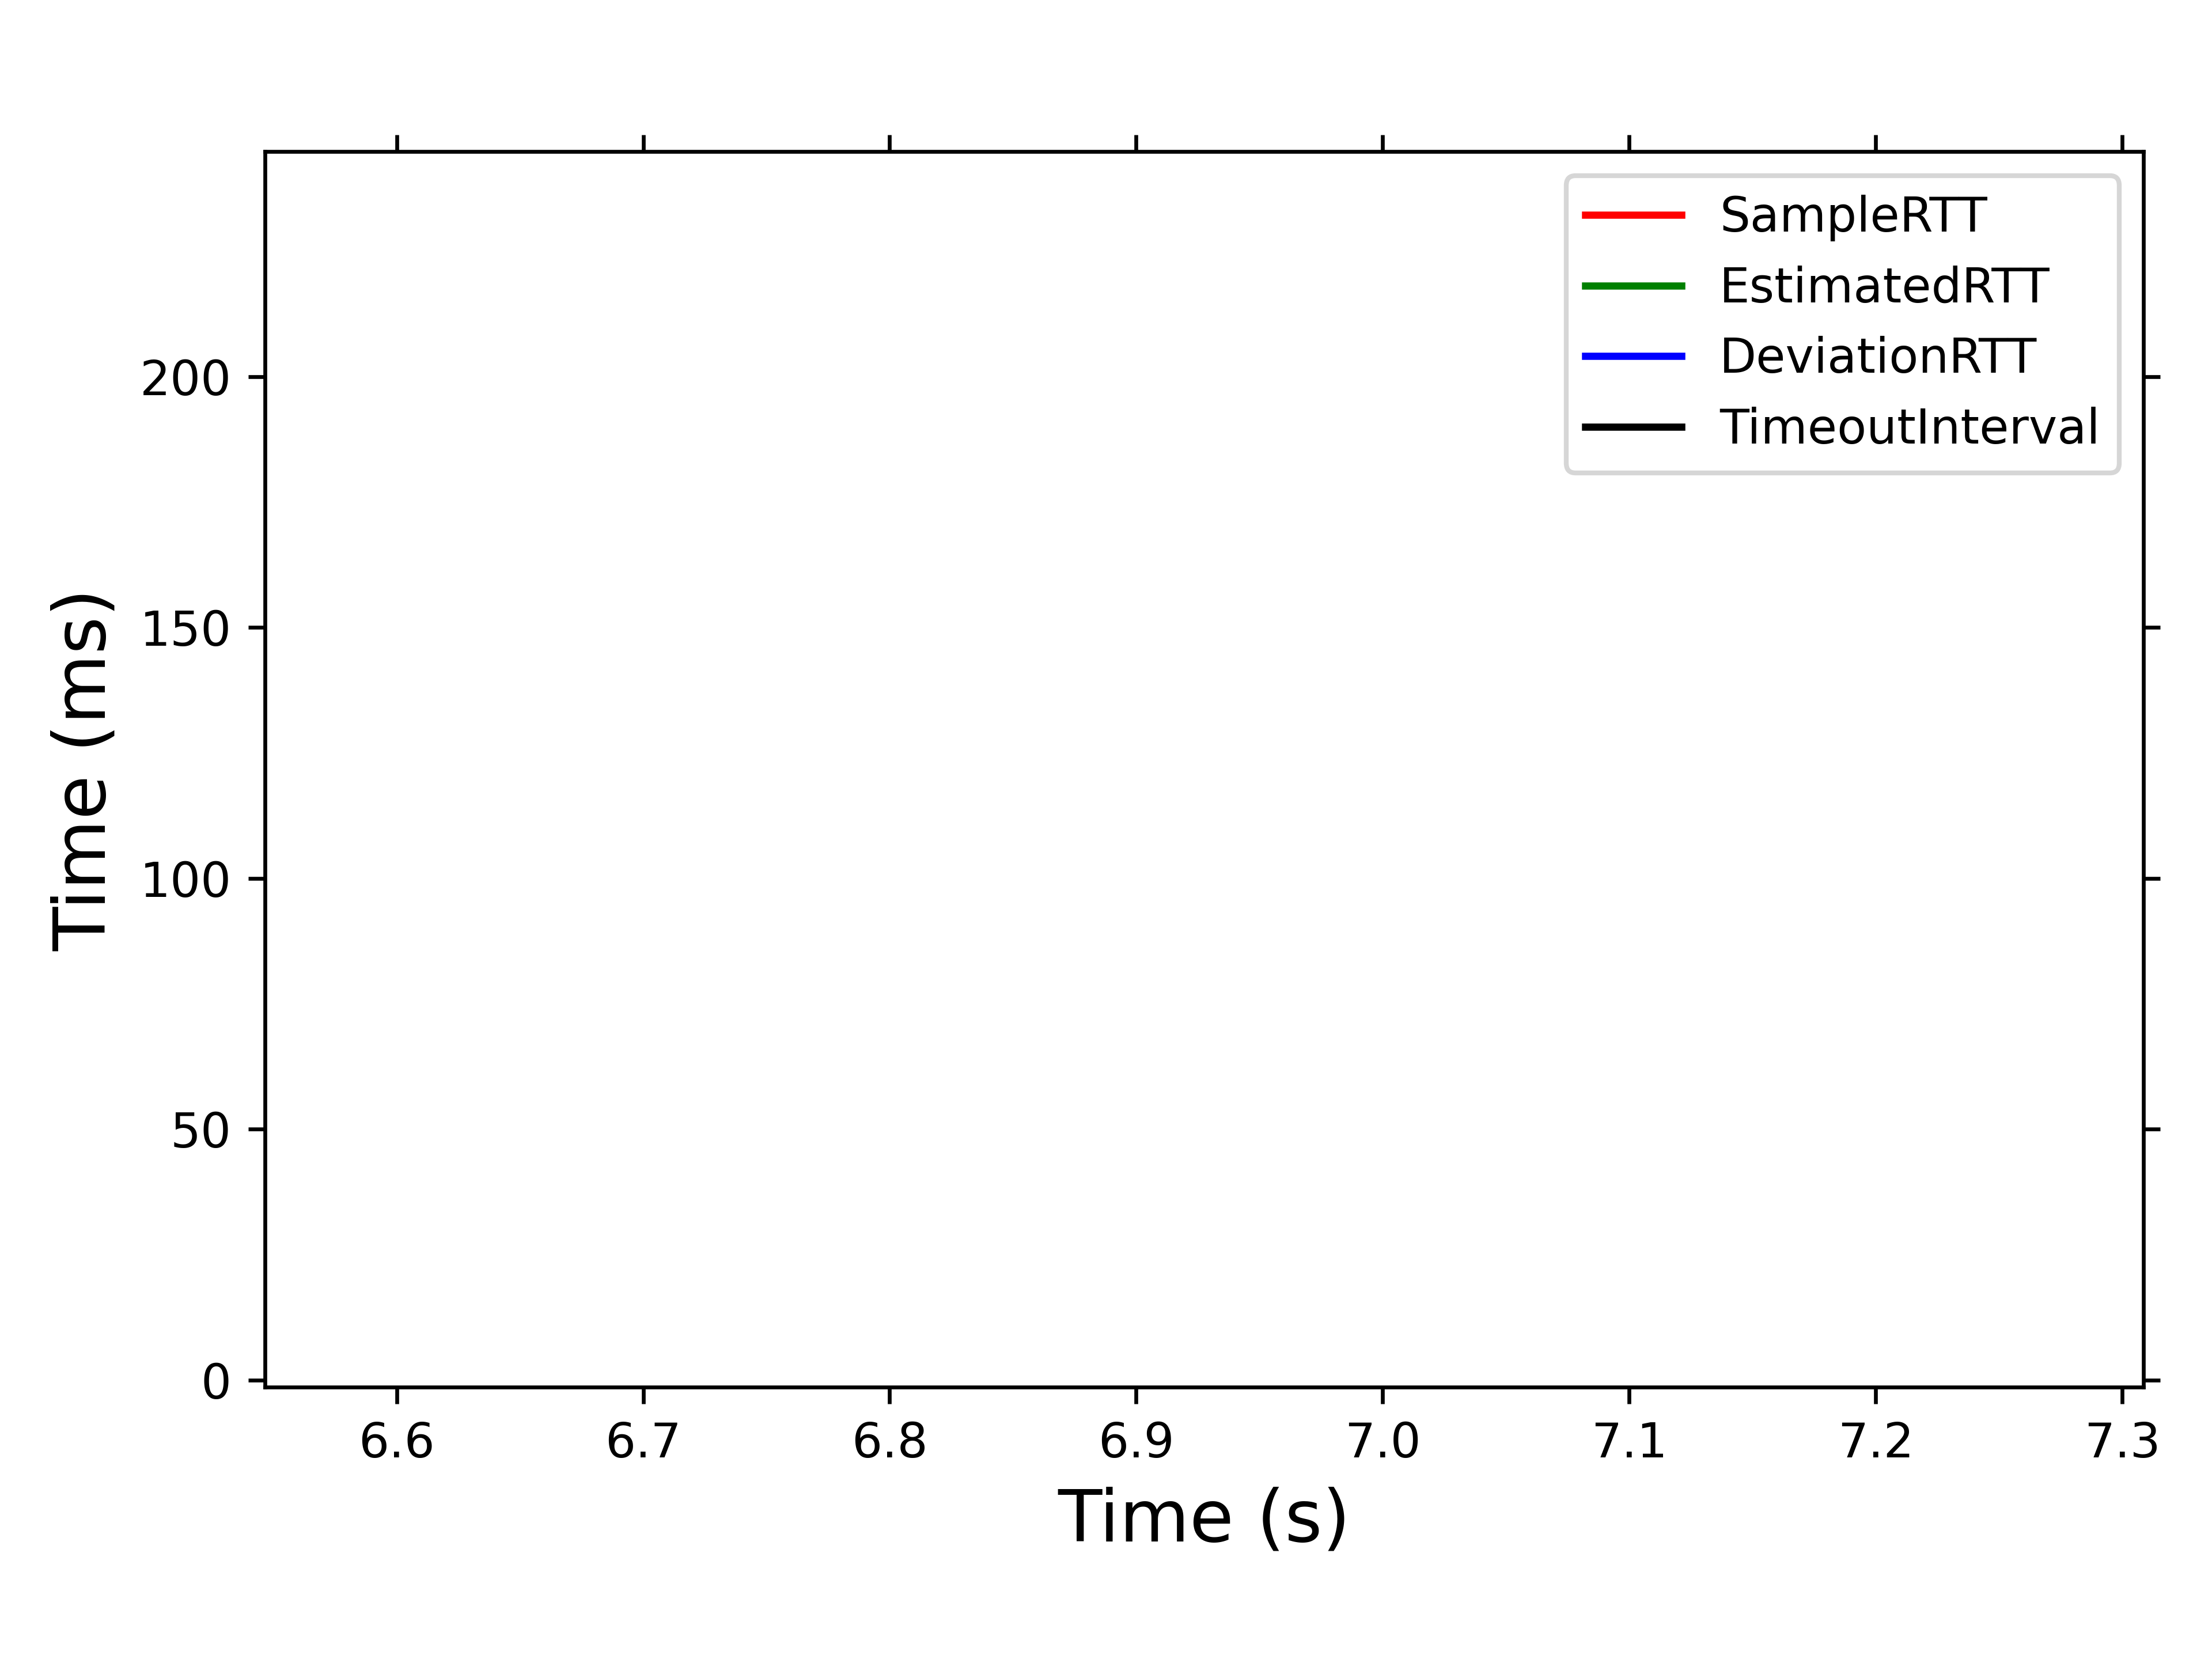 SampleRTT
EstimatedRTT
DeviationRTT
TimeoutInterval
200
150
100
50
0
Time (ms)
6.6 6.7 6.8 6.9 7.0 7.1 7.2 7.3
Time (s)